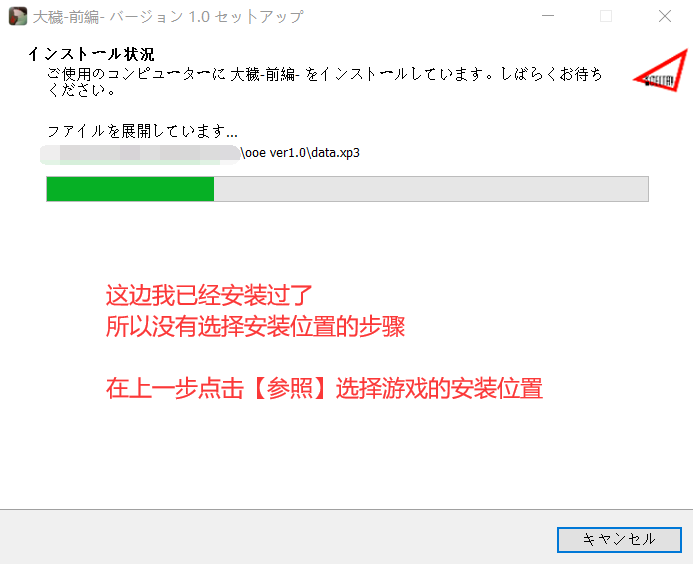 大穢-前編- バージョン 1.0 セットアップ
インストール状況
ご使用のコンピューターに 大穢-前編- をインストールしています。しばらくお待ち
ください。
ファイルを展開しています...
\ooe ver1.0\data.xp3
这边我已经安装过了
所以没有选择安装位置的步骤
在上一步点击【参照】选择游戏的安装位置
キャンセル